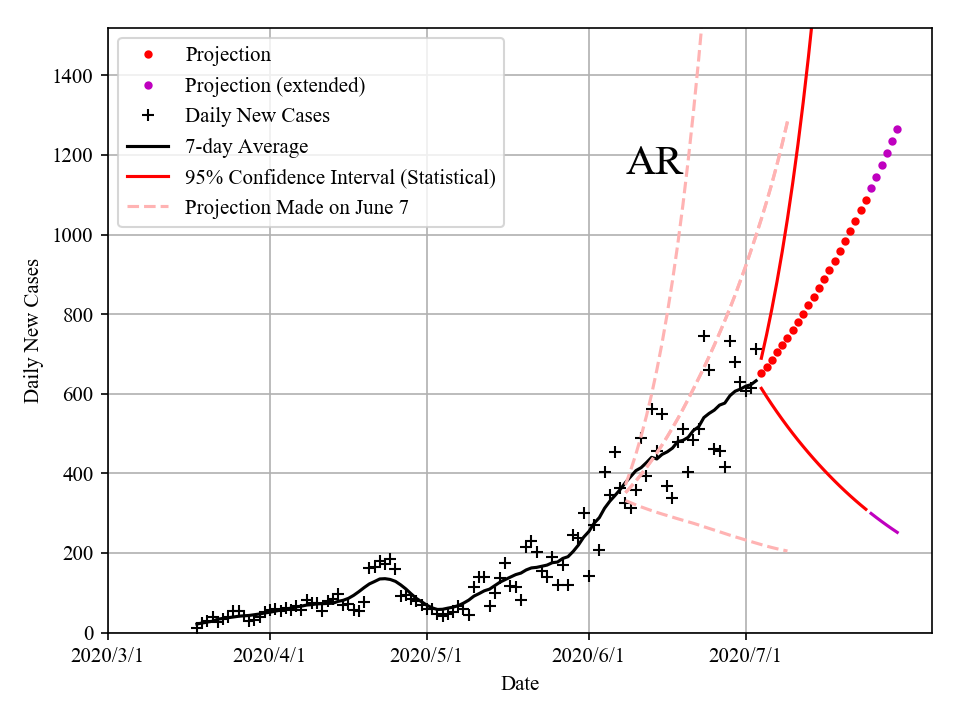 Projection
Projection (extended)
Daily New Cases
7-day Average
95% Confidence Interval (Statistical)
Projection Made on June 7
AR
1400
1200
1000
800
600
400
200
0
Daily New Cases
2020/3/1 2020/4/1 2020/5/1 2020/6/1 2020/7/1
Date